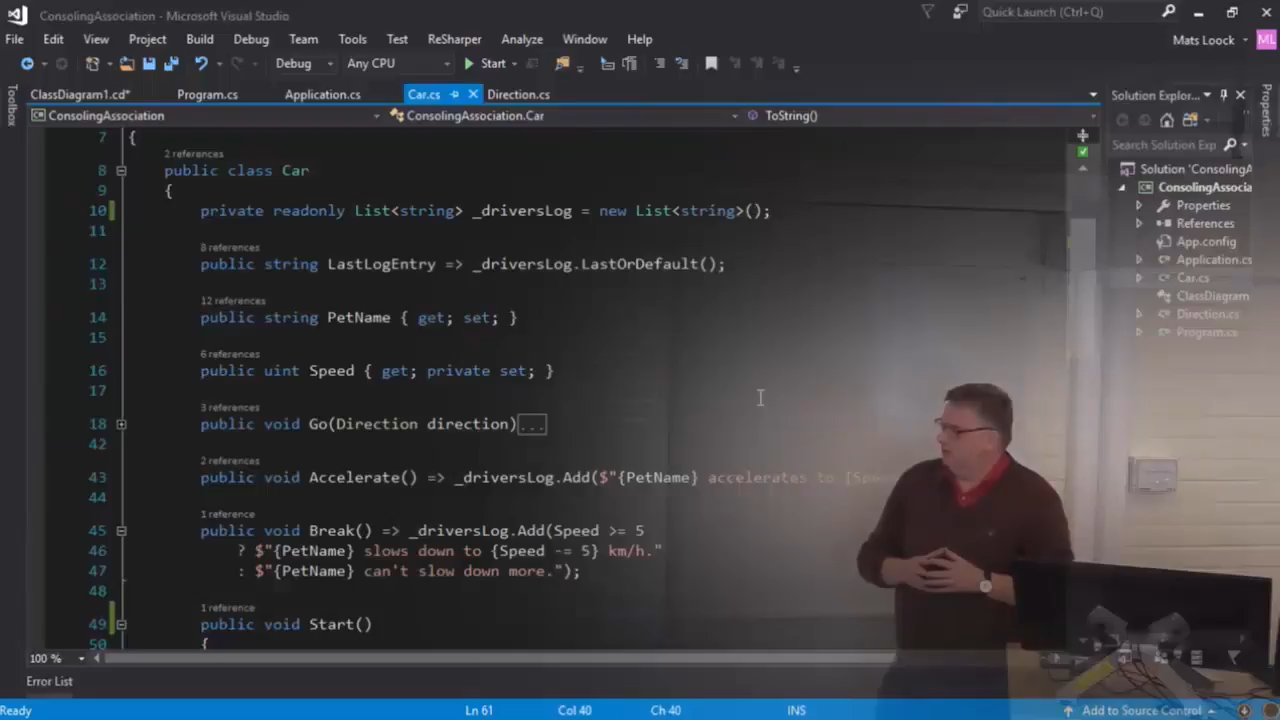 ConsolingAssociation - Microsoft Visual Studio
Quick Launch (Ctrl+Q)
File Edit View Project Build Debug Team Tools Test ReSharper Analyze Window Help
Mats Loock ML
Debug Any CPU Start
Toolbox
ClassDiagram1.cd* Program.cs Application.cs Car.cs Direction.cs
Solution Explor...
Properties
ConsolingAssociation ConsolingAssociation.Car ToString()
Search Solution Exp
Solution 'ConsolingA
ConsolingAssocia
Properties
References
App.config
Application.cs
Car.cs
ClassDiagram
Direction.cs
Program.cs
7 {
2 references
8 public class Car
9 {
10 private readonly List<string> _driversLog = new List<string>();
11
8 references
12 public string LastLogEntry => _driversLog.LastOrDefault();
13
12 references
14 public string PetName { get; set; }
15
6 references
16 public uint Speed { get; private set; }
17
3 references
18 public void Go(Direction direction)...
42
2 references
43 public void Accelerate() => _driversLog.Add($"{PetName} accelerates to {Spe
44
1 reference
45 public void Break() => _driversLog.Add(Speed >= 5
46 ? $"{PetName} slows down to {Speed -= 5} km/h."
47 : $"{PetName} can't slow down more.");
48
1 reference
49 public void Start()
50 {
100 %
Error List
Ready Ln 61 Col 40 Ch 40 INS Add to Source Control